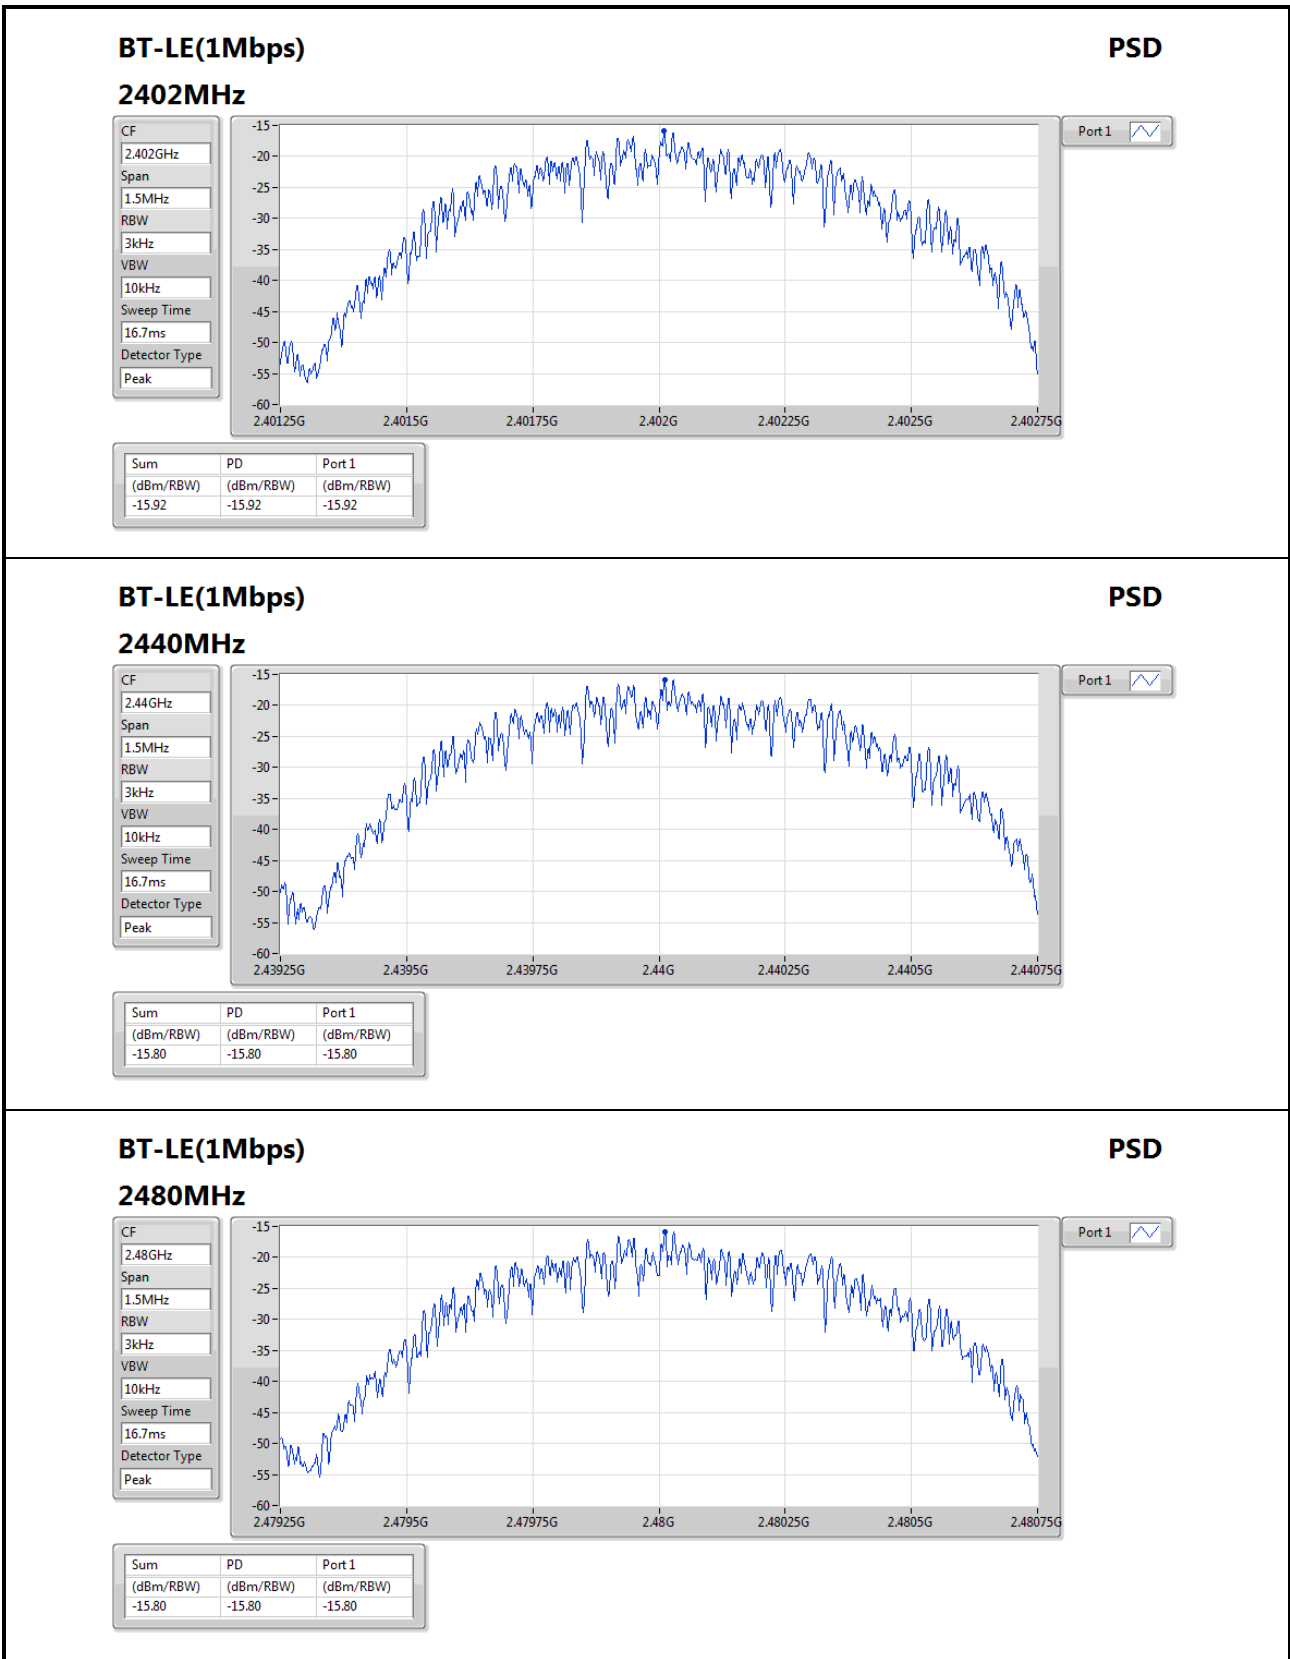 BT-LE(1Mbps) PSD
2402MHz
CF
2.402GHz
Span
1.5MHz
RBW
3kHz
VBW
10kHz
Sweep Time
16.7ms
Detector Type
Peak
-15
-20
-25
-30
-35
-40
-45
-50
-55
-60
2.40125G 2.4015G 2.40175G 2.402G 2.40225G 2.4025G 2.40275G
Port 1
Sum PD Port 1
(dBm/RBW) (dBm/RBW) (dBm/RBW)
-15.92 -15.92 -15.92
BT-LE(1Mbps) PSD
2440MHz
CF
2.44GHz
Span
1.5MHz
RBW
3kHz
VBW
10kHz
Sweep Time
16.7ms
Detector Type
Peak
-15
-20
-25
-30
-35
-40
-45
-50
-55
-60
2.43925G 2.4395G 2.43975G 2.44G 2.44025G 2.4405G 2.44075G
Port 1
Sum PD Port 1
(dBm/RBW) (dBm/RBW) (dBm/RBW)
-15.80 -15.80 -15.80
BT-LE(1Mbps) PSD
2480MHz
CF
2.48GHz
Span
1.5MHz
RBW
3kHz
VBW
10kHz
Sweep Time
16.7ms
Detector Type
Peak
-15
-20
-25
-30
-35
-40
-45
-50
-55
-60
2.47925G 2.4795G 2.47975G 2.48G 2.48025G 2.4805G 2.48075G
Port 1
Sum PD Port 1
(dBm/RBW) (dBm/RBW) (dBm/RBW)
-15.80 -15.80 -15.80